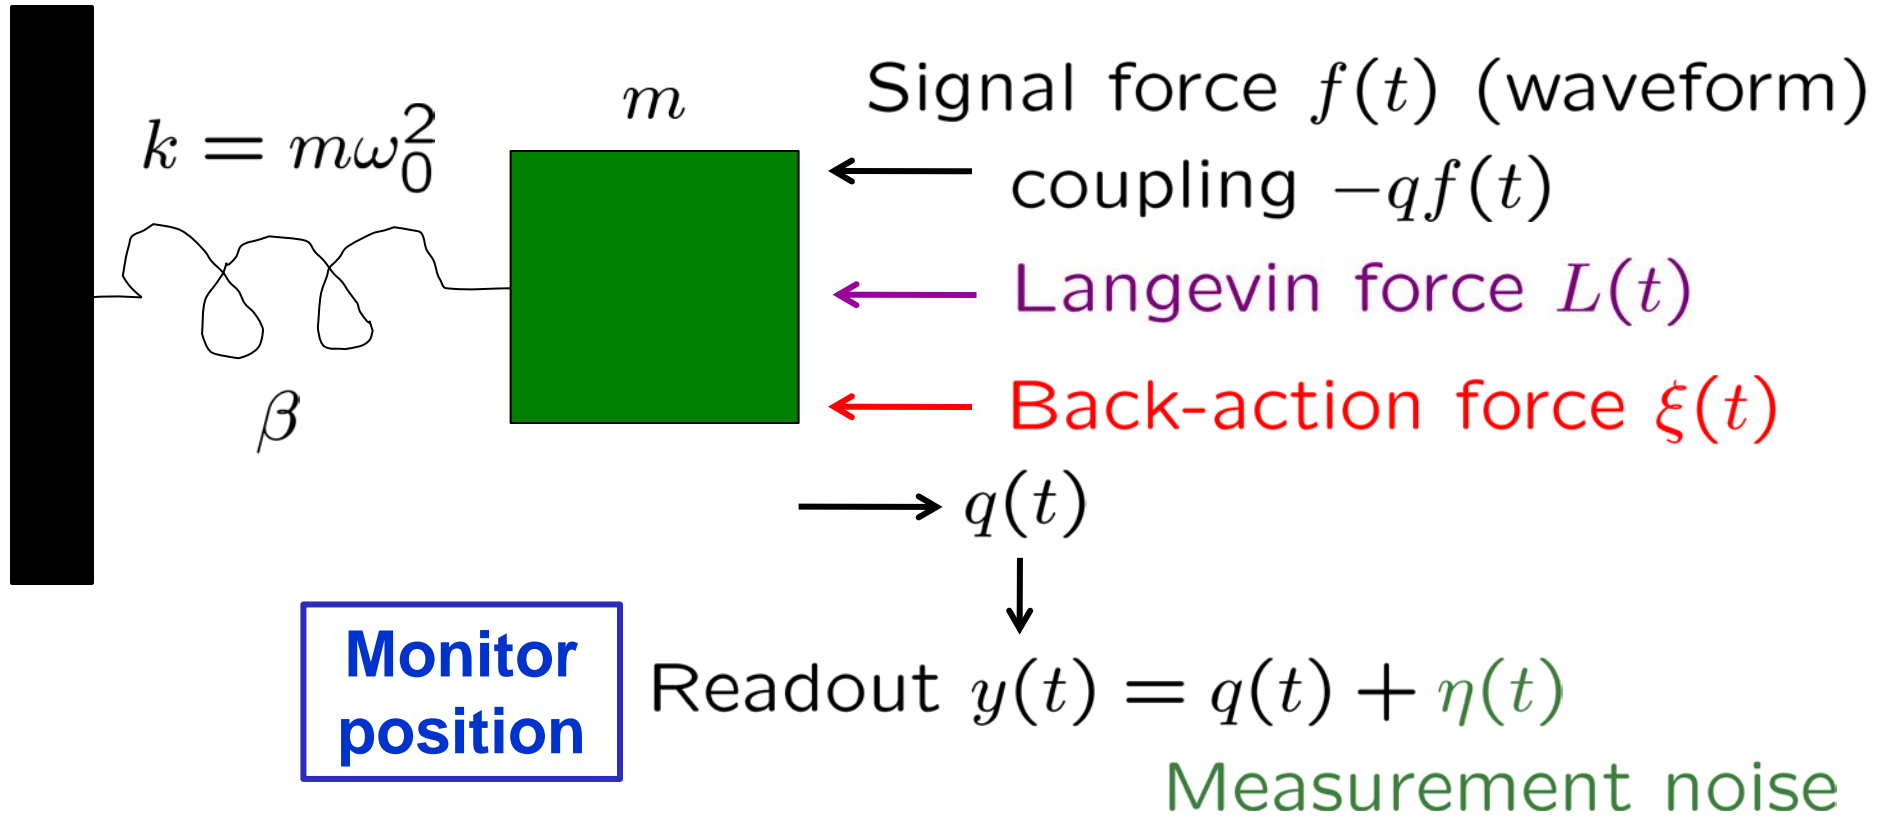 Signal force f(t) (waveform)
m
k = mω₀²
coupling −qf(t)
Langevin force L(t)
β
Back-action force ξ(t)
q(t)
Monitor
position
Readout y(t) = q(t) + η(t)
Measurement noise